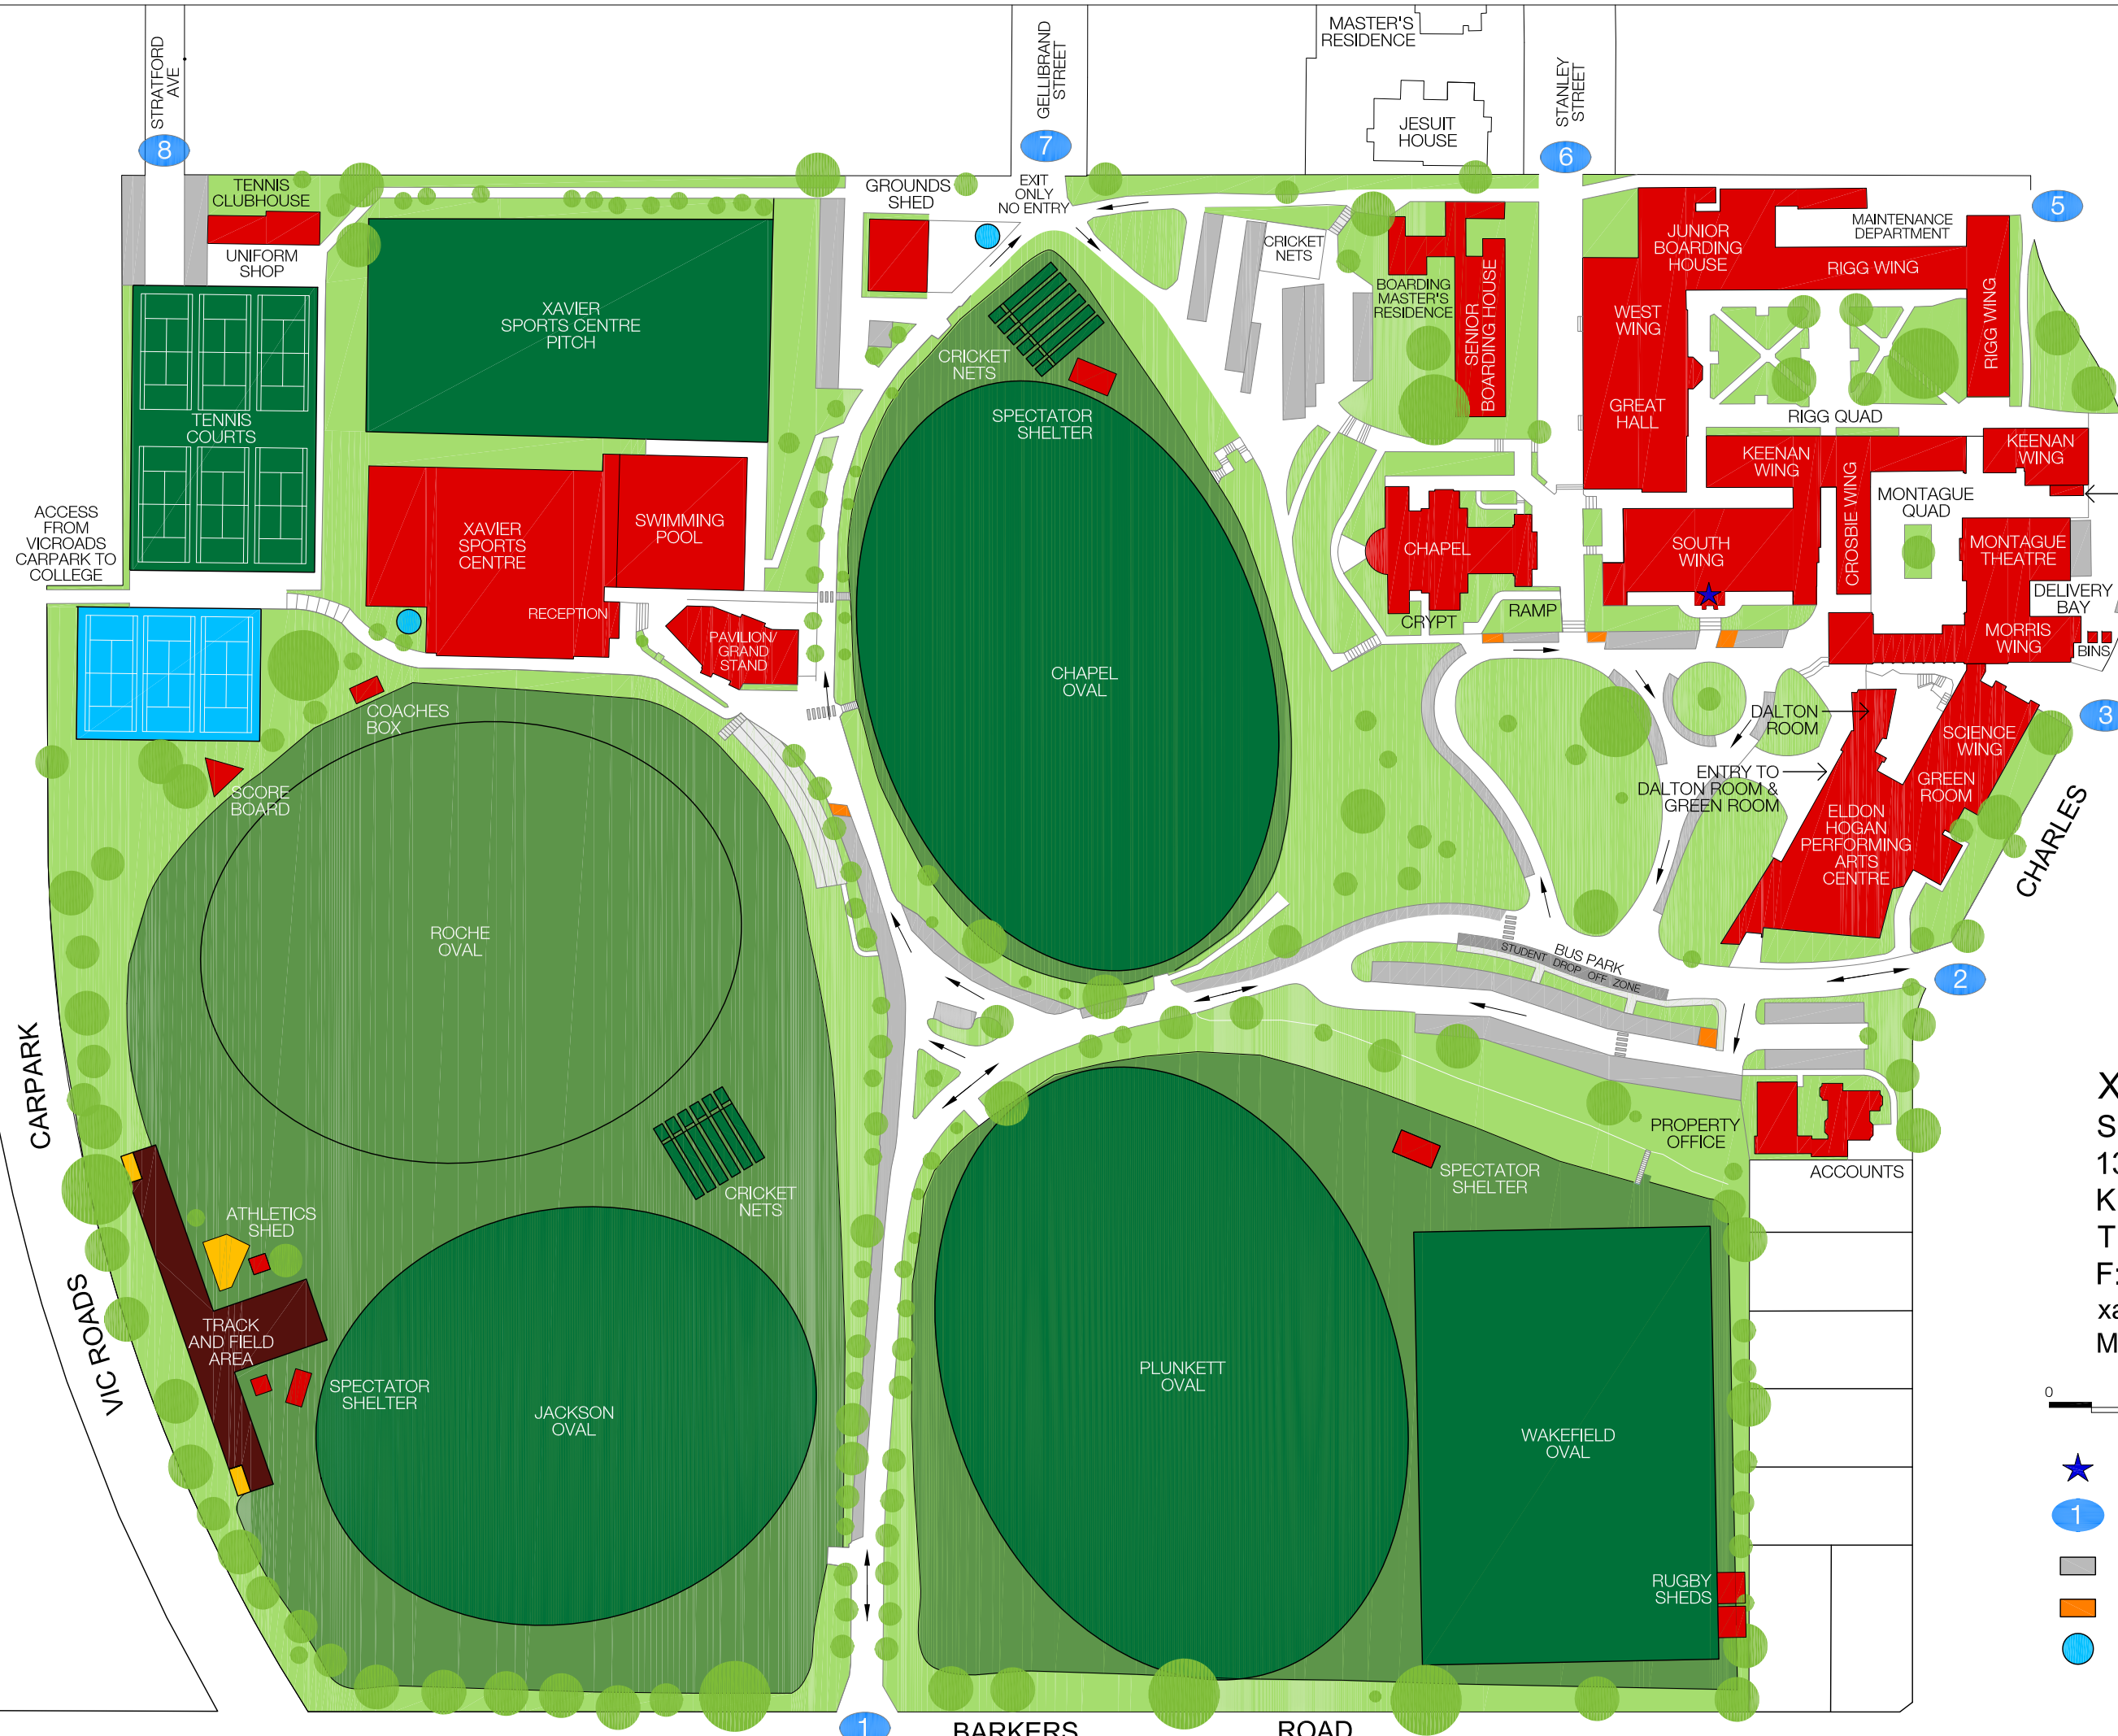 STRATFORD
AVE
8
GELLIBRAND
STREET
7
MASTER'S
RESIDENCE
JESUIT
HOUSE
STANLEY
STREET
6
5
TENNIS
CLUBHOUSE
UNIFORM
SHOP
GROUNDS
SHED
EXIT
ONLY
NO ENTRY
CRICKET
NETS
BOARDING
MASTER'S
RESIDENCE
SENIOR
BOARDING HOUSE
JUNIOR
BOARDING
HOUSE
MAINTENANCE
DEPARTMENT
RIGG WING
RIGG WING
WEST
WING
GREAT
HALL
RIGG QUAD
XAVIER
SPORTS CENTRE
PITCH
CRICKET
NETS
SPECTATOR
SHELTER
TENNIS
COURTS
KEENAN
WING
KEENAN
WING
CROSBIE WING
MONTAGUE
QUAD
ACCESS
FROM
VICROADS
CARPARK TO
COLLEGE
XAVIER
SPORTS
CENTRE
SWIMMING
POOL
RECEPTION
PAVILION/
GRAND
STAND
CHAPEL
CRYPT
RAMP
SOUTH
WING
MONTAGUE
THEATRE
DELIVERY
BAY
MORRIS
WING
BINS
3
CHAPEL
OVAL
COACHES
BOX
SCORE
BOARD
DALTON
ROOM
ENTRY TO
DALTON ROOM &
GREEN ROOM
SCIENCE
WING
GREEN
ROOM
ELDON
HOGAN
PERFORMING
ARTS
CENTRE
CHARLES
ROCHE
OVAL
BUS PARK
STUDENT DROP OFF ZONE
2
CARPARK
VIC ROADS
PROPERTY
OFFICE
ACCOUNTS
SPECTATOR
SHELTER
CRICKET
NETS
ATHLETICS
SHED
TRACK
AND FIELD
AREA
SPECTATOR
SHELTER
JACKSON
OVAL
PLUNKETT
OVAL
WAKEFIELD
OVAL
RUGBY
SHEDS
X
S
13
K
T
F:
xa
M
0
1
1
BARKERS ROAD